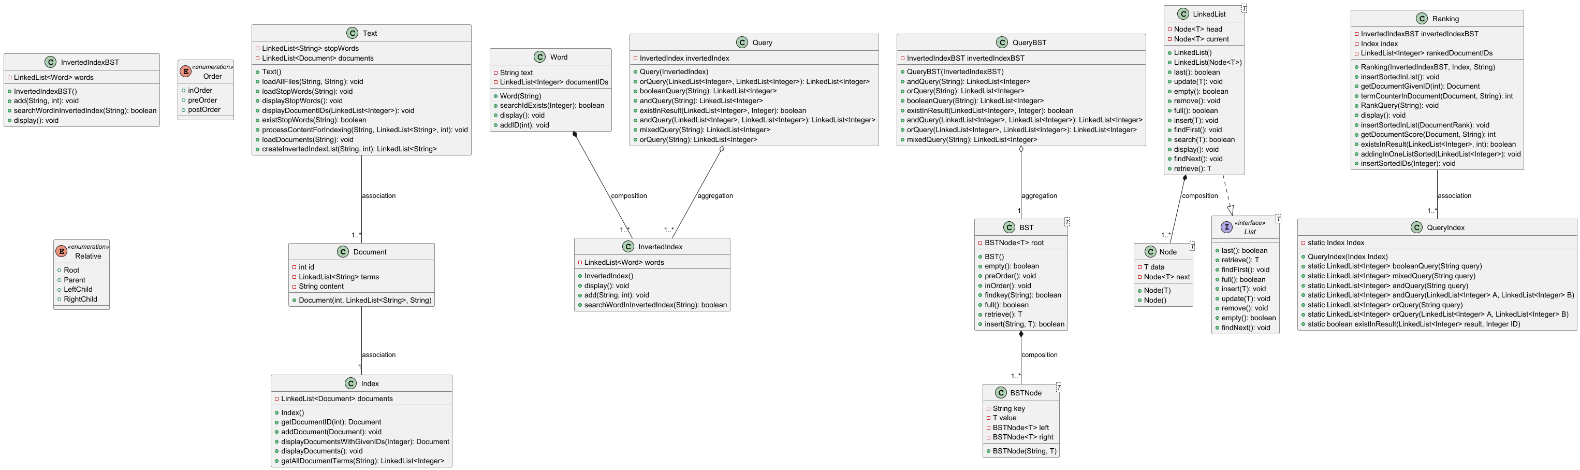 C InvertedIndexBST
LinkedList<Word> words
InvertedIndexBST()
add(String, int): void
searchWordInvertedIndex(String): boolean
display(): void
E «enumeration»
Order
inOrder
preOrder
postOrder
C Text
LinkedList<String> stopWords
LinkedList<Document> documents
Text()
loadAllFiles(String, String): void
loadStopWords(String): void
displayStopWords(): void
displayDocumentDs(LinkedList<Integer>): void
existStopWords(String): boolean
processContentForIndexing(String, LinkedList<String>, int): void
loadDocuments(String): void
createInvertedIndexList(String, int): LinkedList<String>
C Word
String text
LinkedList<Integer> documentIDs
Word(String)
searchIdExists(Integer): boolean
display(): void
addID(int): void
C Query
InvertedIndex invertedIndex
Query(InvertedIndex)
orQuery(LinkedList<Integer>, LinkedList<Integer>): LinkedList<Integer>
booleanQuery(String): LinkedList<Integer>
andQuery(String): LinkedList<Integer>
existInResult(LinkedList<Integer>, Integer): boolean
andQuery(LinkedList<Integer>, LinkedList<Integer>): LinkedList<Integer>
mixedQuery(String): LinkedList<Integer>
orQuery(String): LinkedList<Integer>
C QueryBST
InvertedIndexBST invertedIndexBST
QueryBST(InvertedIndexBST)
andQuery(String): LinkedList<Integer>
orQuery(String): LinkedList<Integer>
booleanQuery(String): LinkedList<Integer>
existInResult(LinkedList<Integer>, Integer): boolean
andQuery(LinkedList<Integer>, LinkedList<Integer>): LinkedList<Integer>
orQuery(LinkedList<Integer>, LinkedList<Integer>): LinkedList<Integer>
mixedQuery(String): LinkedList<Integer>
C LinkedList T
Node<T> head
Node<T> current
LinkedList()
LinkedList(Node<T>)
last(): boolean
update(T): void
empty(): boolean
remove(): void
full(): boolean
insert(T): void
findFirst(): void
search(T): boolean
display(): void
findNext(): void
retrieve(): T
C Ranking
InvertedIndexBST invertedIndexBST
Index index
LinkedList<Integer> rankedDocumentIDs
Ranking(InvertedIndexBST, Index, String)
insertSortedInList(): void
getDocumentGivenID(int): Document
termCounterInDocument(Document, String): int
RankQuery(String): void
display(): void
insertSortedInList(DocumentRank): void
getDocumentScore(Document, String): int
existsInResult(LinkedList<Integer>, int): boolean
addingInOneListSorted(LinkedList<Integer>): void
insertSortedIDs(Integer): void
association
1..*
composition
1..*
aggregation
1..*
aggregation
1
composition
1..*
association
1..*
E «enumeration»
Relative
Root
Parent
LeftChild
RightChild
C Document
int id
LinkedList<String> terms
String content
Document(int, LinkedList<String>, String)
C InvertedIndex
LinkedList<Word> words
InvertedIndex()
display(): void
add(String, int): void
searchWordInInvertedIndex(String): boolean
C BST T
BSTNode<T> root
BST()
empty(): boolean
preOrder(): void
inOrder(): void
findkey(String): boolean
full(): boolean
retrieve(): T
insert(String, T): boolean
C Node T
T data
Node<T> next
Node(T)
Node()
I «interface» T
List
last(): boolean
retrieve(): T
findFirst(): void
full(): boolean
insert(T): void
update(T): void
remove(): void
empty(): boolean
findNext(): void
C QueryIndex
static Index Index
QueryIndex(Index Index)
static LinkedList<Integer> booleanQuery(String query)
static LinkedList<Integer> mixedQuery(String query)
static LinkedList<Integer> andQuery(String query)
static LinkedList<Integer> andQuery(LinkedList<Integer> A, LinkedList<Integer> B)
static LinkedList<Integer> orQuery(String query)
static LinkedList<Integer> orQuery(LinkedList<Integer> A, LinkedList<Integer> B)
static boolean existInResult(LinkedList<Integer> result, Integer ID)
association
1
composition
1..*
C Index
LinkedList<Document> documents
Index()
getDocumentID(int): Document
addDocument(Document): void
displayDocumentsWithGivenIDs(Integer): Document
displayDocuments(): void
getAllDocumentTerms(String): LinkedList<Integer>
C BSTNode T
String key
T value
BSTNode<T> left
BSTNode<T> right
BSTNode(String, T)